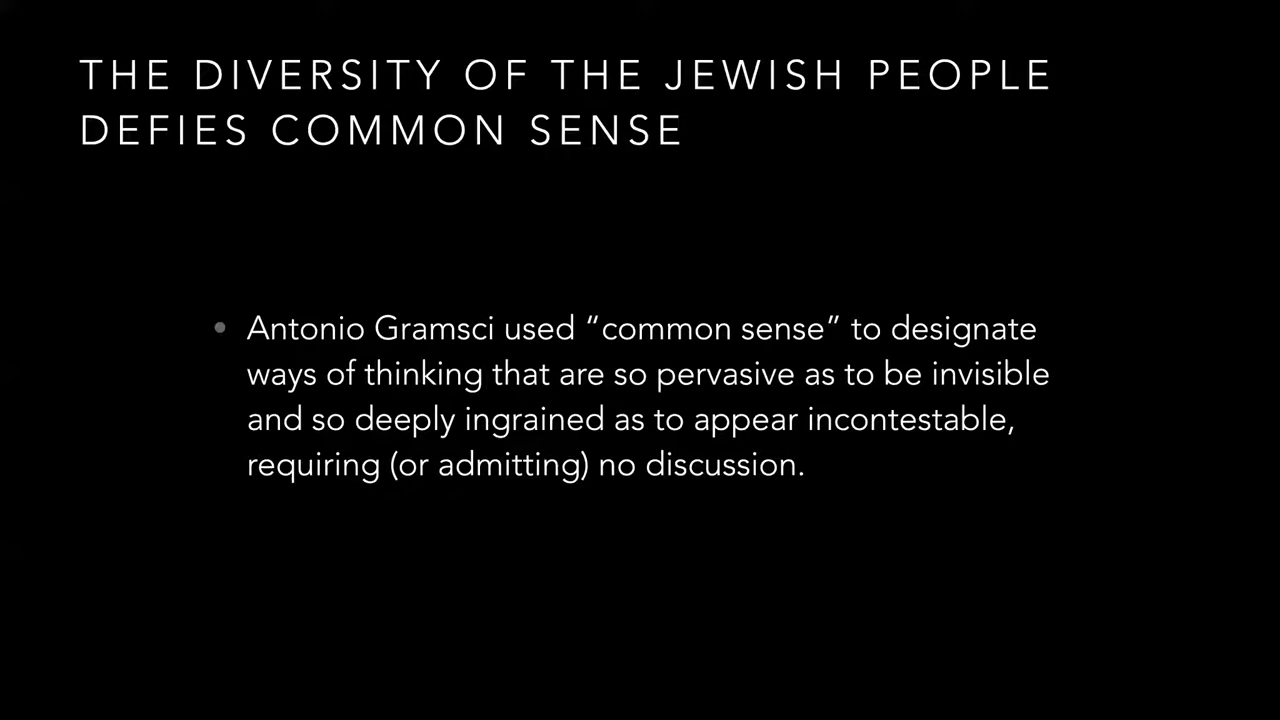 THE DIVERSITY OF THE JEWISH PEOPLE
DEFIES COMMON SENSE
• Antonio Gramsci used “common sense” to designate
ways of thinking that are so pervasive as to be invisible
and so deeply ingrained as to appear incontestable,
requiring (or admitting) no discussion.